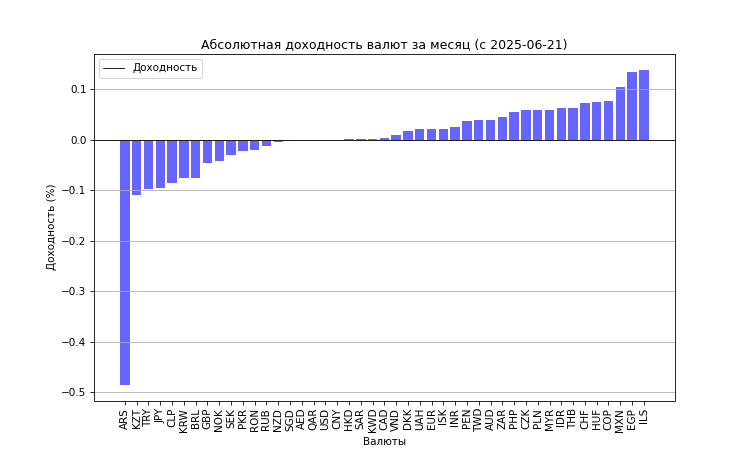 Абсолютная доходность валют за месяц (с 2025-06-21)
Доходность
0.1
0.0
−0.1
−0.2
−0.3
−0.4
−0.5
Доходность (%)
ARS
KZT
TRY
JPY
CLP
KRW
BRL
GBP
NOK
SEK
PKR
RON
RUB
NZD
SGD
AED
QAR
USD
CNY
HKD
SAR
KWD
CAD
VND
DKK
UAH
EUR
ISK
INR
PEN
TWD
AUD
ZAR
PHP
CZK
PLN
MYR
IDR
THB
CHF
HUF
COP
MXN
EGP
ILS
Валюты